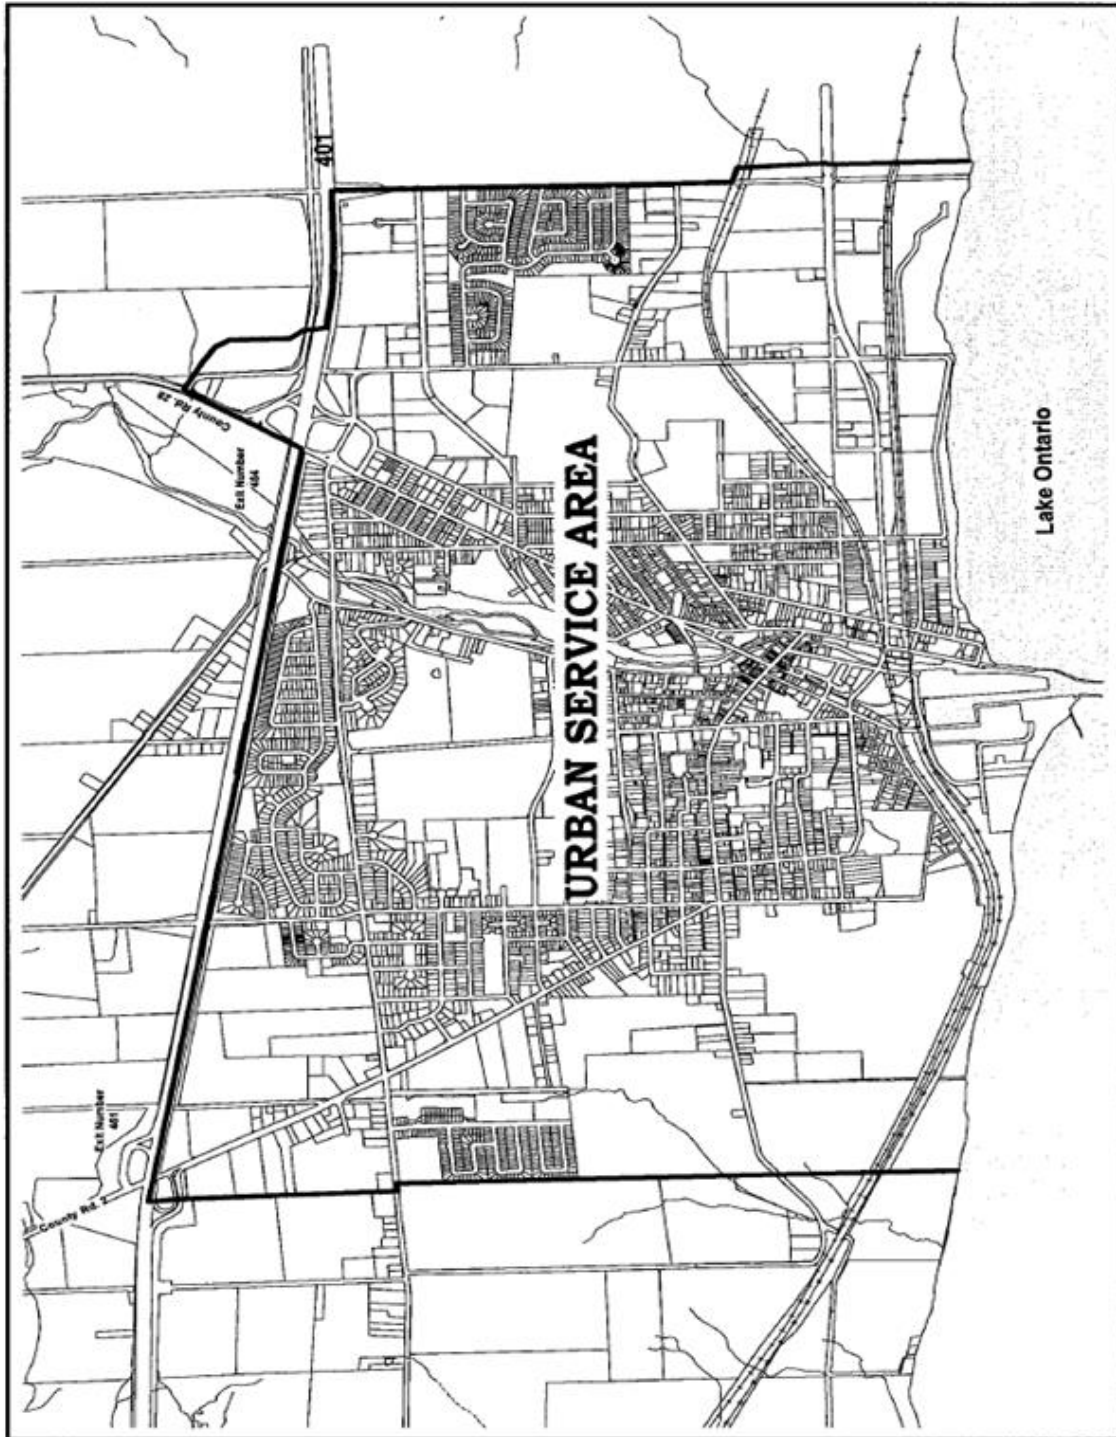 401
County Rd. 28
Exit Number
464
URBAN SERVICE AREA
Lake Ontario
Exit Number
461
County Rd. 2